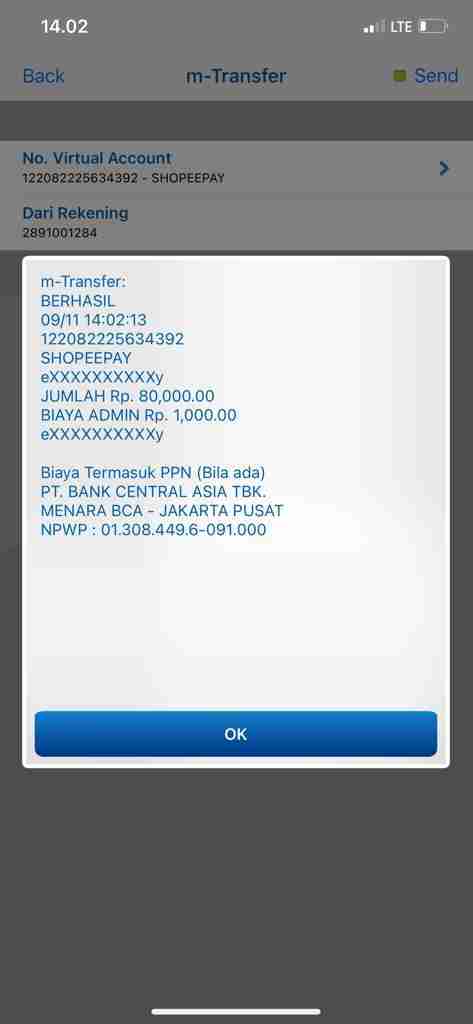 14.02
LTE
Back
m-Transfer
Send
No. Virtual Account
122082225634392 - SHOPEEPAY
Dari Rekening
2891001284
m-Transfer:
BERHASIL
09/11 14:02:13
122082225634392
SHOPEEPAY
eXXXXXXXXXXy
JUMLAH Rp. 80,000.00
BIAYA ADMIN Rp. 1,000.00
eXXXXXXXXXXy
Biaya Termasuk PPN (Bila ada)
PT. BANK CENTRAL ASIA TBK.
MENARA BCA - JAKARTA PUSAT
NPWP : 01.308.449.6-091.000
OK